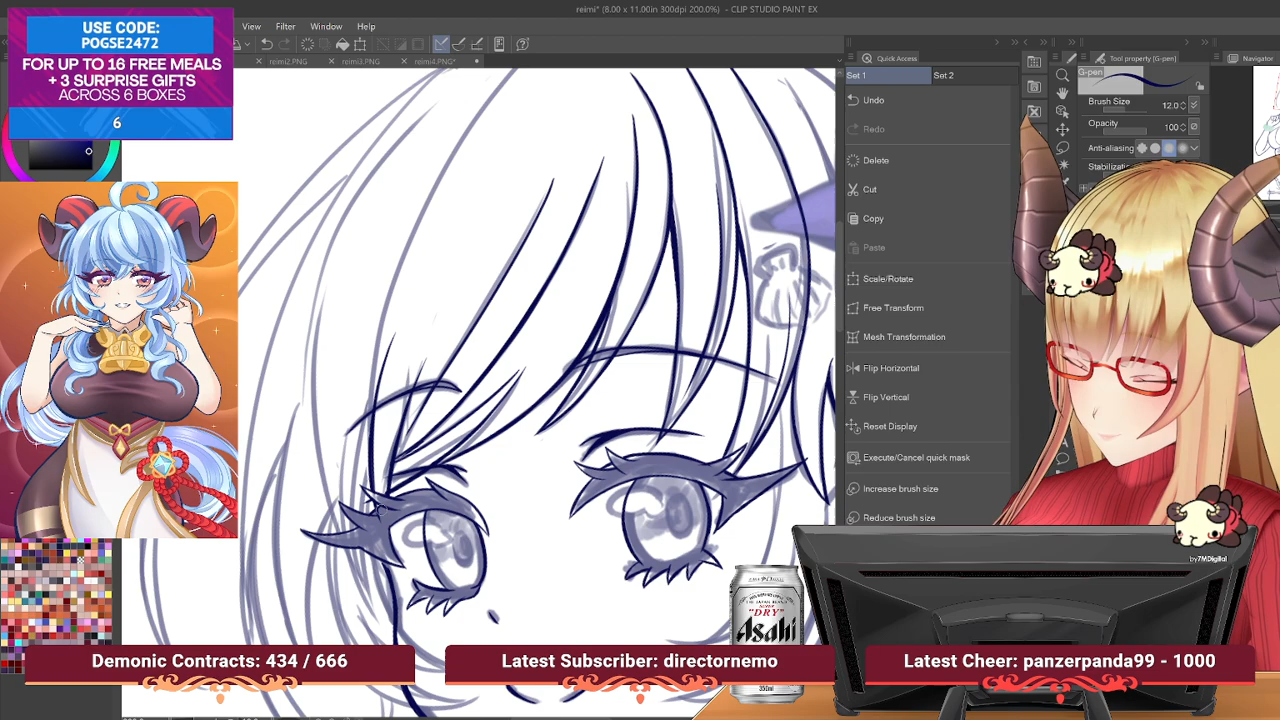 reimi* (8.00 x 11.00in 300dpi 200.0%) - CLIP STUDIO PAINT EX
USE CODE:
POGSE2472
FOR UP TO 16 FREE MEALS
+ 3 SURPRISE GIFTS
ACROSS 6 BOXES
6
View Filter Window Help
reimi2.PNG reimi3.PNG reimi4.PNG*
Quick Access
Set 1 Set 2
Undo
Redo
Delete
Cut
Copy
Paste
Scale/Rotate
Free Transform
Mesh Transformation
Flip Horizontal
Flip Vertical
Reset Display
Execute/Cancel quick mask
Increase brush size
Reduce brush size
Tool property (G-pen)
Navigator
G-pen
Brush Size 12.0
Opacity 100
Anti-aliasing
by7MDigital
"DRY"
Asahi
350ml
Demonic Contracts: 434 / 666
Latest Subscriber: directornemo
Latest Cheer: panzerpanda99 - 1000